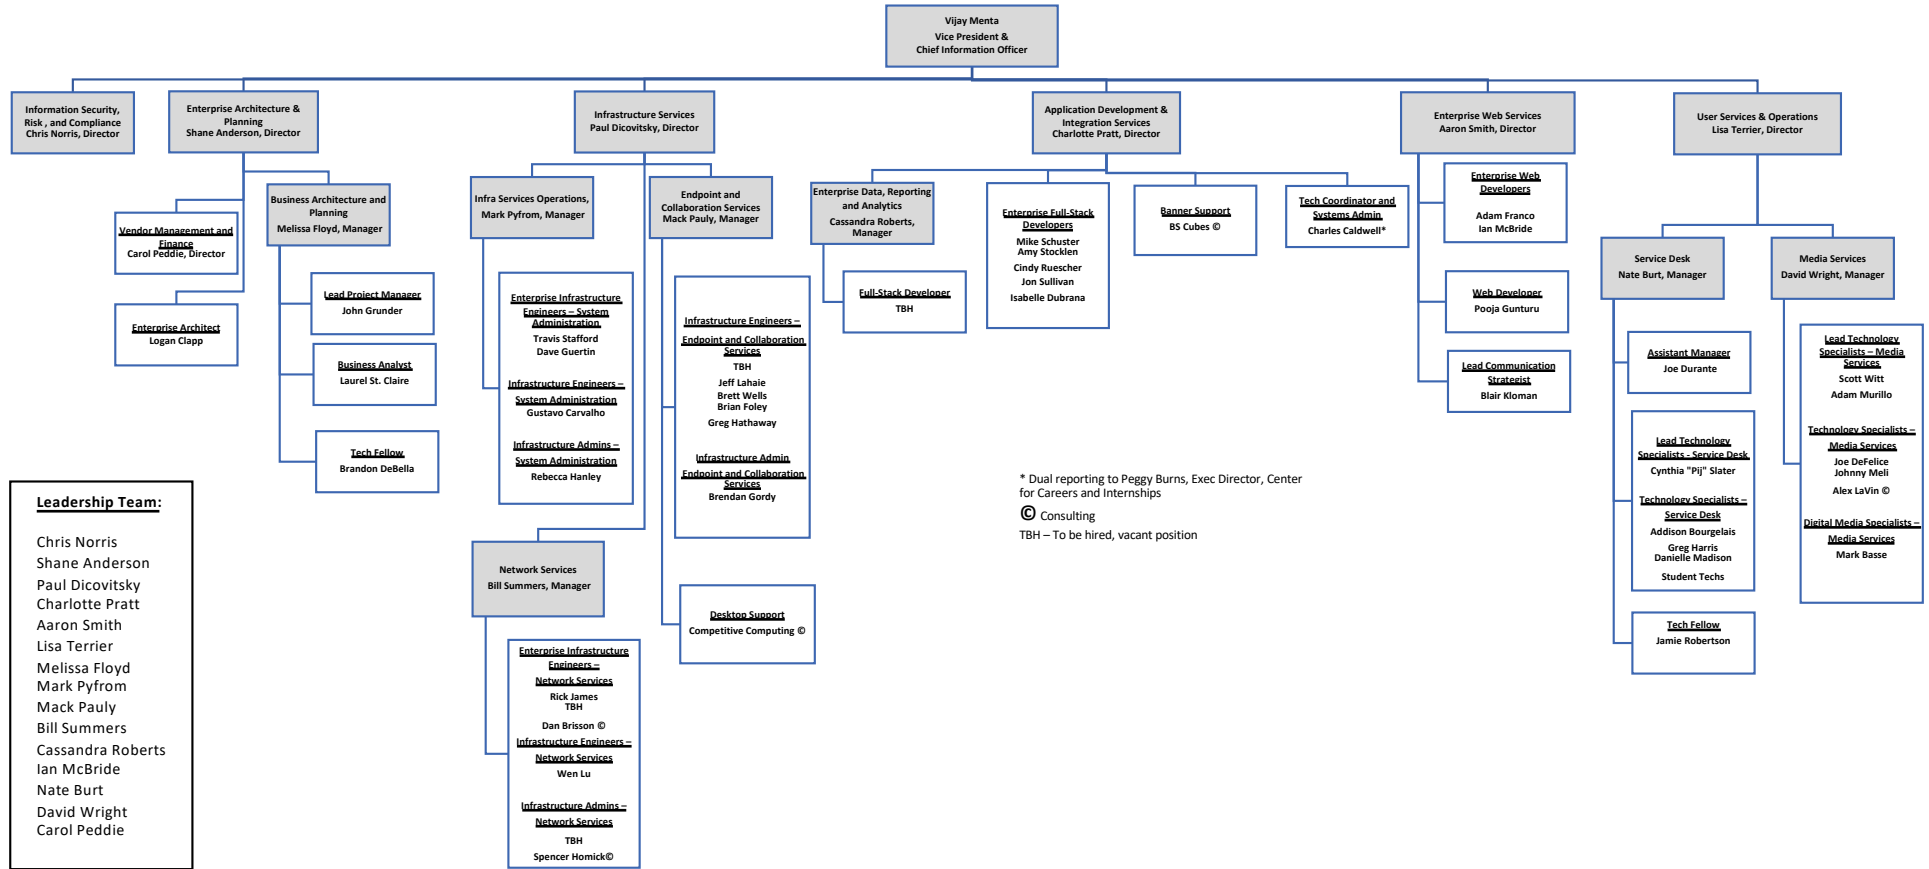 Vijay Menta
Vice President &
Chief Information Officer
Information Security,
Risk , and Compliance
Chris Norris, Director
Enterprise Architecture &
Planning
Shane Anderson, Director
Infrastructure Services
Paul Dicovitsky, Director
Application Development &
Integration Services
Charlotte Pratt, Director
Enterprise Web Services
Aaron Smith, Director
User Services & Operations
Lisa Terrier, Director
Vendor Management and
Finance
Carol Peddie, Director
Enterprise Architect
Logan Clapp
Business Architecture and
Planning
Melissa Floyd, Manager
Lead Project Manager
John Grunder
Business Analyst
Laurel St. Claire
Tech Fellow
Brandon DeBella
Infra Services Operations,
Mark Pyfrom, Manager
Enterprise Infrastructure
Engineers – System
Administration
Travis Stafford
Dave Guertin
Infrastructure Engineers –
System Administration
Gustavo Carvalho
Infrastructure Admins –
System Administration
Rebecca Hanley
Endpoint and
Collaboration Services
Mack Pauly, Manager
Infrastructure Engineers –
Endpoint and Collaboration
Services
TBH
Jeff Lahaie
Brett Wells
Brian Foley
Greg Hathaway
Infrastructure Admin
Endpoint and Collaboration
Services
Brendan Gordy
Desktop Support
Competitive Computing ©
Network Services
Bill Summers, Manager
Enterprise Infrastructure
Engineers –
Network Services
Rick James
TBH
Dan Brisson ©
Infrastructure Engineers –
Network Services
Wen Lu
Infrastructure Admins –
Network Services
TBH
Spencer Homick©
Enterprise Data, Reporting
and Analytics
Cassandra Roberts,
Manager
Full-Stack Developer
TBH
Enterprise Full-Stack
Developers
Mike Schuster
Amy Stocklen
Cindy Ruescher
Jon Sullivan
Isabelle Dubrana
Banner Support
BS Cubes ©
Tech Coordinator and
Systems Admin
Charles Caldwell*
Enterprise Web
Developers
Adam Franco
Ian McBride
Web Developer
Pooja Gunturu
Lead Communication
Strategist
Blair Kloman
Service Desk
Nate Burt, Manager
Assistant Manager
Joe Durante
Lead Technology
Specialists - Service Desk
Cynthia "Pij" Slater
Technology Specialists –
Service Desk
Addison Bourgelais
Greg Harris
Danielle Madison
Student Techs
Tech Fellow
Jamie Robertson
Media Services
David Wright, Manager
Lead Technology
Specialists – Media
Services
Scott Witt
Adam Murillo
Technology Specialists –
Media Services
Joe DeFelice
Johnny Meli
Alex LaVin ©
Digital Media Specialists –
Media Services
Mark Basse
* Dual reporting to Peggy Burns, Exec Director, Center
for Careers and Internships
© Consulting
TBH – To be hired, vacant position
Leadership Team:
Chris Norris
Shane Anderson
Paul Dicovitsky
Charlotte Pratt
Aaron Smith
Lisa Terrier
Melissa Floyd
Mark Pyfrom
Mack Pauly
Bill Summers
Cassandra Roberts
Ian McBride
Nate Burt
David Wright
Carol Peddie